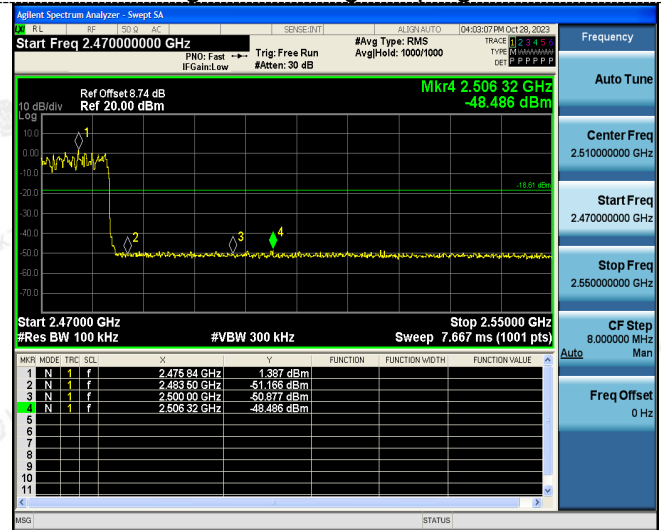 Agilent Spectrum Analyzer - Swept SA
LXI RL RF 50 Ω AC SENSE:INT ALIGN AUTO 04:03:07 PM Oct 28, 2023
Start Freq 2.470000000 GHz
PNO: Fast
IFGain:Low
Trig: Free Run
#Atten: 30 dB
#Avg Type: RMS
Avg|Hold: 1000/1000
TRACE 1 2 3 4 5 6
TYPE M
DET P P P P P P
Mkr4 2.506 32 GHz
-48.486 dBm
Ref Offset 8.74 dB
10 dB/div Ref 20.00 dBm
Log
10.0
0.00
-10.0
-20.0
-30.0
-40.0
-50.0
-60.0
-70.0
1
2
3
4
-18.61 dBm
Start 2.47000 GHz Stop 2.55000 GHz
#Res BW 100 kHz #VBW 300 kHz Sweep 7.667 ms (1001 pts)
MKR MODE TRC SCL X Y FUNCTION FUNCTION WIDTH FUNCTION VALUE
1 N 1 f 2.475 84 GHz 1.387 dBm
2 N 1 f 2.483 50 GHz -51.166 dBm
3 N 1 f 2.500 00 GHz -50.877 dBm
4 N 1 f 2.506 32 GHz -48.486 dBm
5
6
7
8
9
10
11
MSG STATUS
Frequency
Auto Tune
Center Freq
2.510000000 GHz
Start Freq
2.470000000 GHz
Stop Freq
2.550000000 GHz
CF Step
8.000000 MHz
Auto Man
Freq Offset
0 Hz